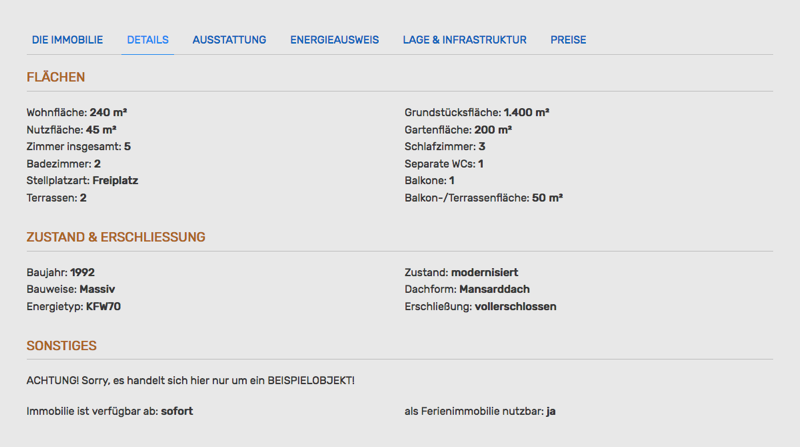 DIE IMMOBILIE DETAILS AUSSTATTUNG ENERGIEAUSWEIS LAGE & INFRASTRUKTUR PREISE
FLÄCHEN
Wohnfläche: 240 m² Grundstücksfläche: 1.400 m²
Nutzfläche: 45 m² Gartenfläche: 200 m²
Zimmer insgesamt: 5 Schlafzimmer: 3
Badezimmer: 2 Separate WCs: 1
Stellplatzart: Freiplatz Balkone: 1
Terrassen: 2 Balkon-/Terrassenfläche: 50 m²
ZUSTAND & ERSCHLIESSUNG
Baujahr: 1992 Zustand: modernisiert
Bauweise: Massiv Dachform: Mansarddach
Energietyp: KFW70 Erschließung: vollerschlossen
SONSTIGES
ACHTUNG! Sorry, es handelt sich hier nur um ein BEISPIELOBJEKT!
Immobilie ist verfügbar ab: sofort als Ferienimmobilie nutzbar: ja